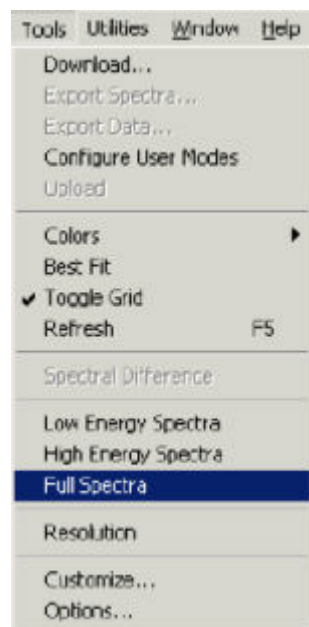 Tools Utilities Window Help
Download...
Export Spectra...
Export Data...
Configure User Modes
Upload
Colors
Best Fit
Toggle Grid
Refresh F5
Spectral Difference
Low Energy Spectra
High Energy Spectra
Full Spectra
Resolution
Customize...
Options...